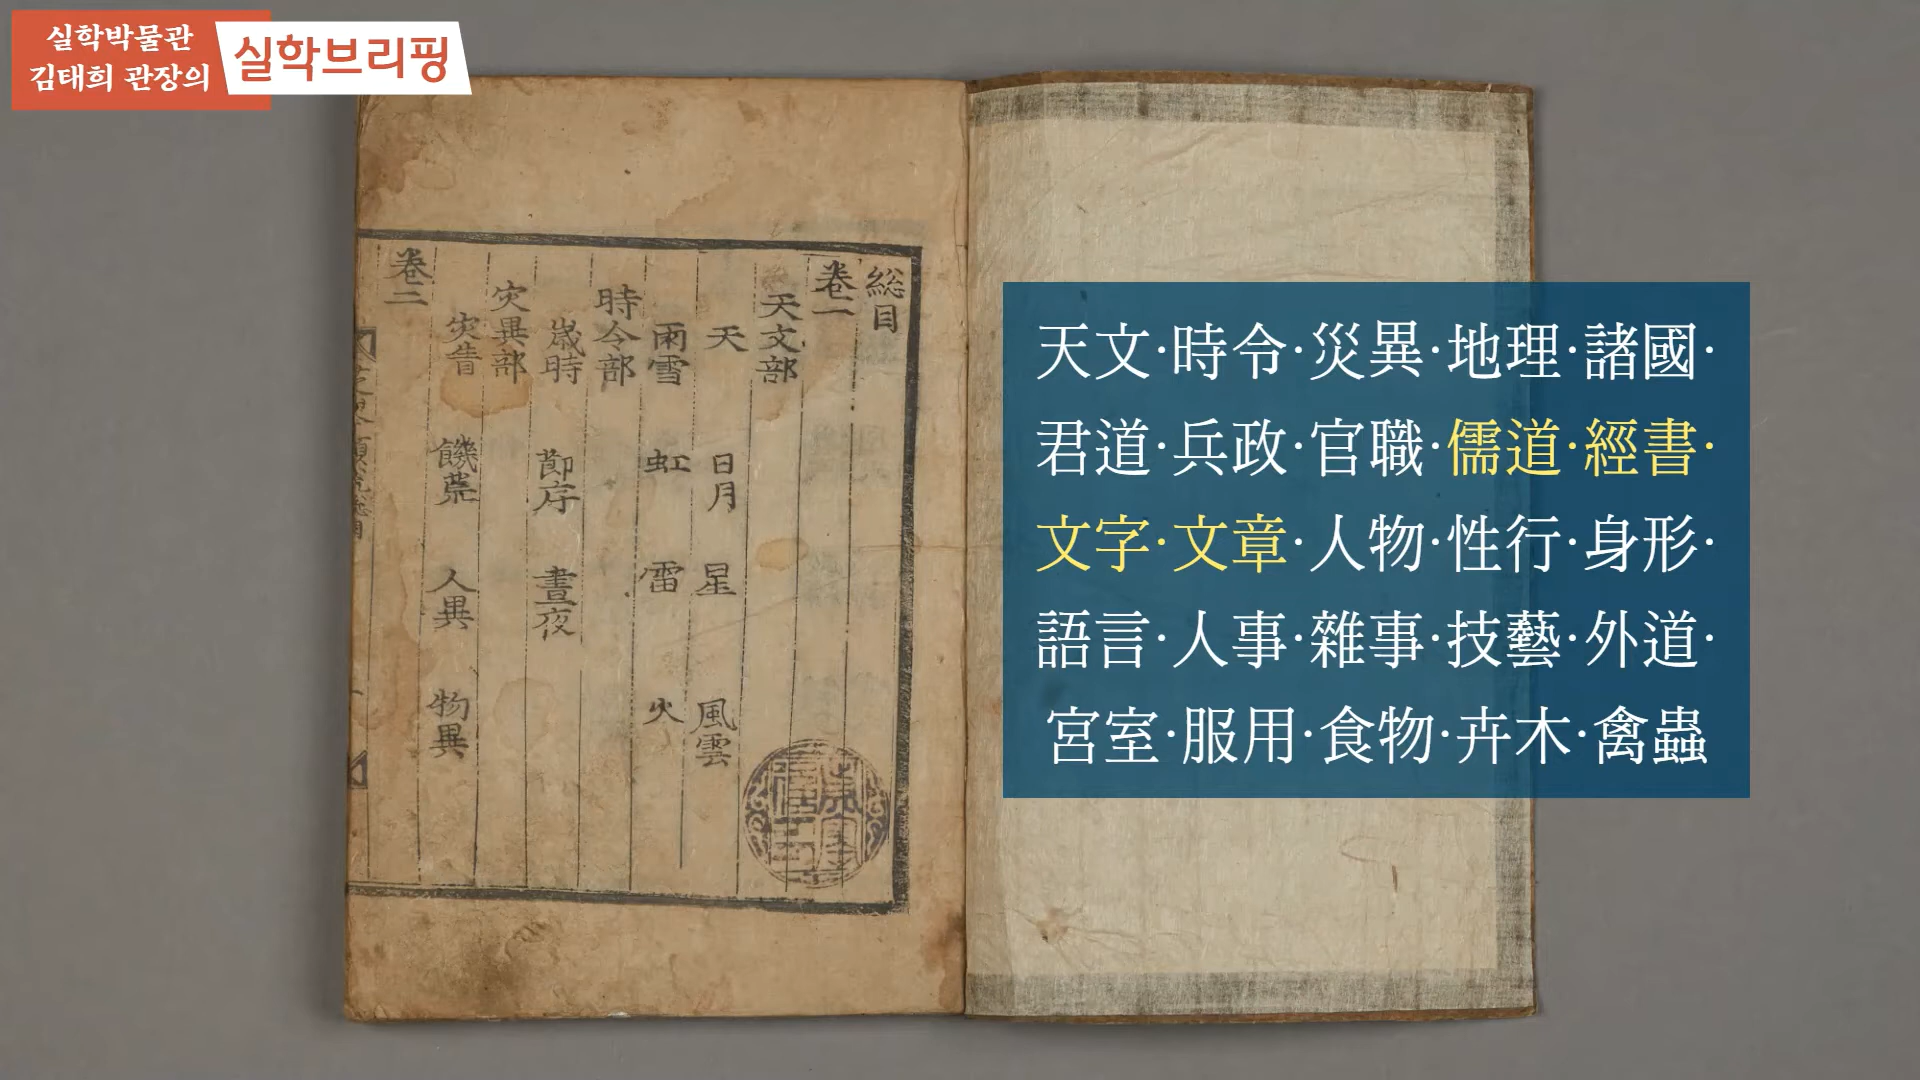 실학박물관
김태희 관장의
실학브리핑
天文·時令·災異·地理·諸國·
君道·兵政·官職·儒道·經書·
文字·文章·人物·性行·身形·
語言·人事·雜事·技藝·外道·
宮室·服用·食物·卉木·禽蟲
総目
卷一
天文部
天 日月 星 風雲
雨雪 虹 雷 火
時令部
歳時 節序 晝夜
灾異部
灾眚 饑荒 人異 物異
卷二